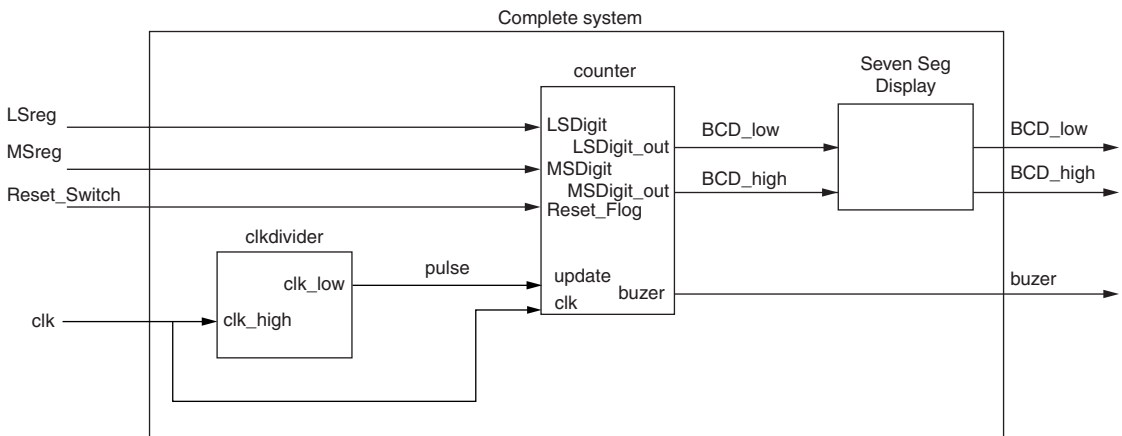 Complete system
counter
Seven Seg
Display
LSreg
MSreg
Reset_Switch
LSDigit
LSDigit_out
MSDigit
MSDigit_out
Reset_Flog
BCD_low
BCD_high
BCD_low
BCD_high
clkdivider
clk_low
pulse
update
buzer
buzer
clk
clk_high
clk